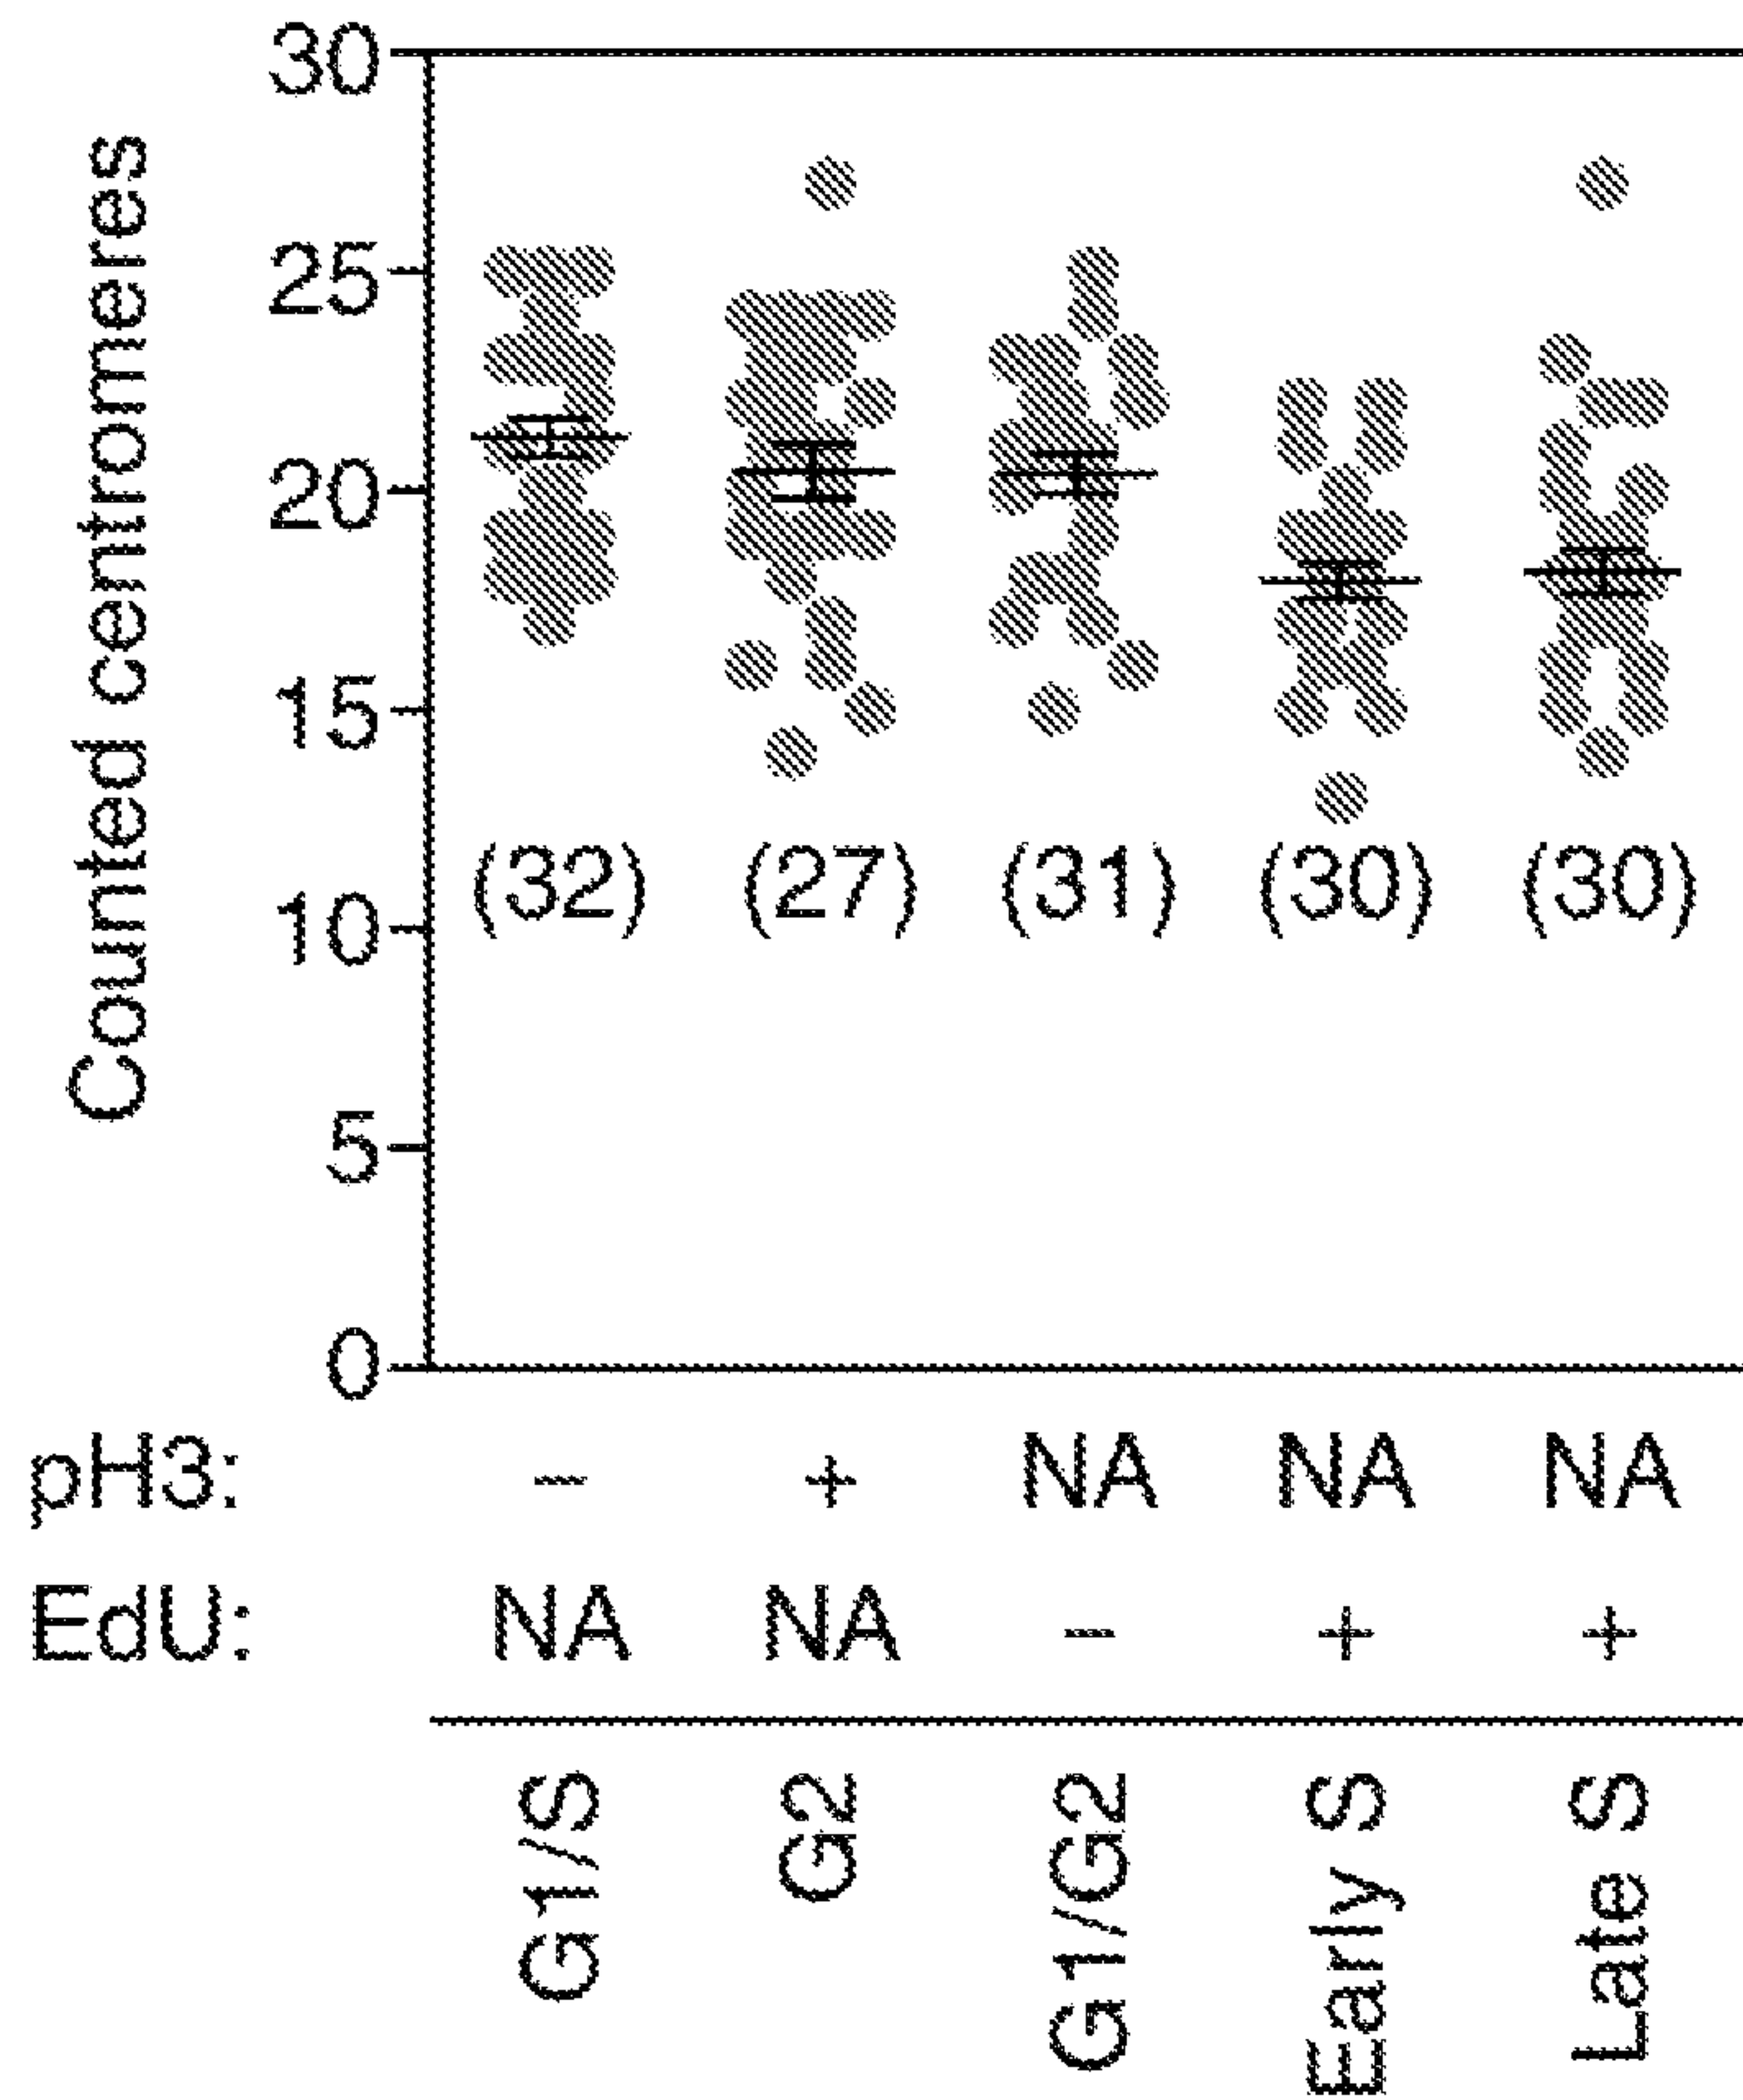 Counted centromeres
30
25
20
15
10
5
0
(32) (27) (31) (30) (30)
pH3: – + NA NA NA
EdU: NA NA – + +
G1/S
G2
G1/G2
Early S
Late S